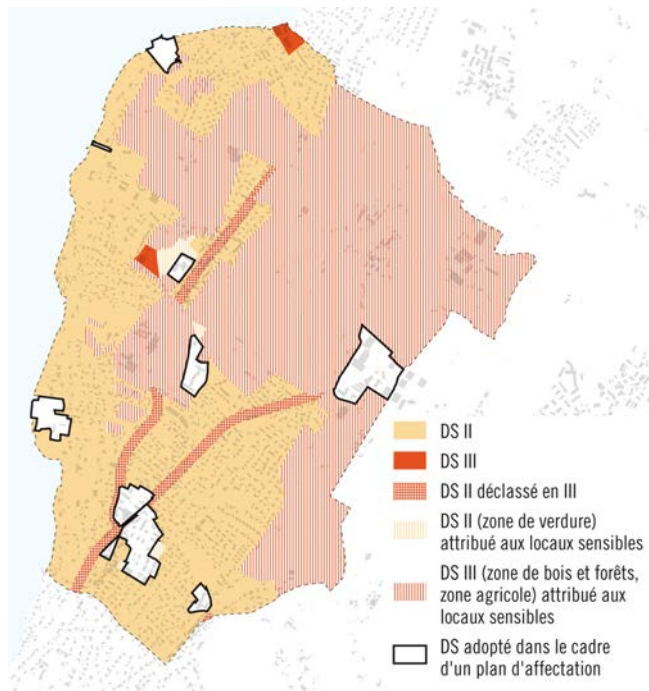 DS II
DS III
DS II déclassé en III
DS II (zone de verdure)
attribué aux locaux sensibles
DS III (zone de bois et forêts,
zone agricole) attribué aux
locaux sensibles
DS adopté dans le cadre
d'un plan d'affectation